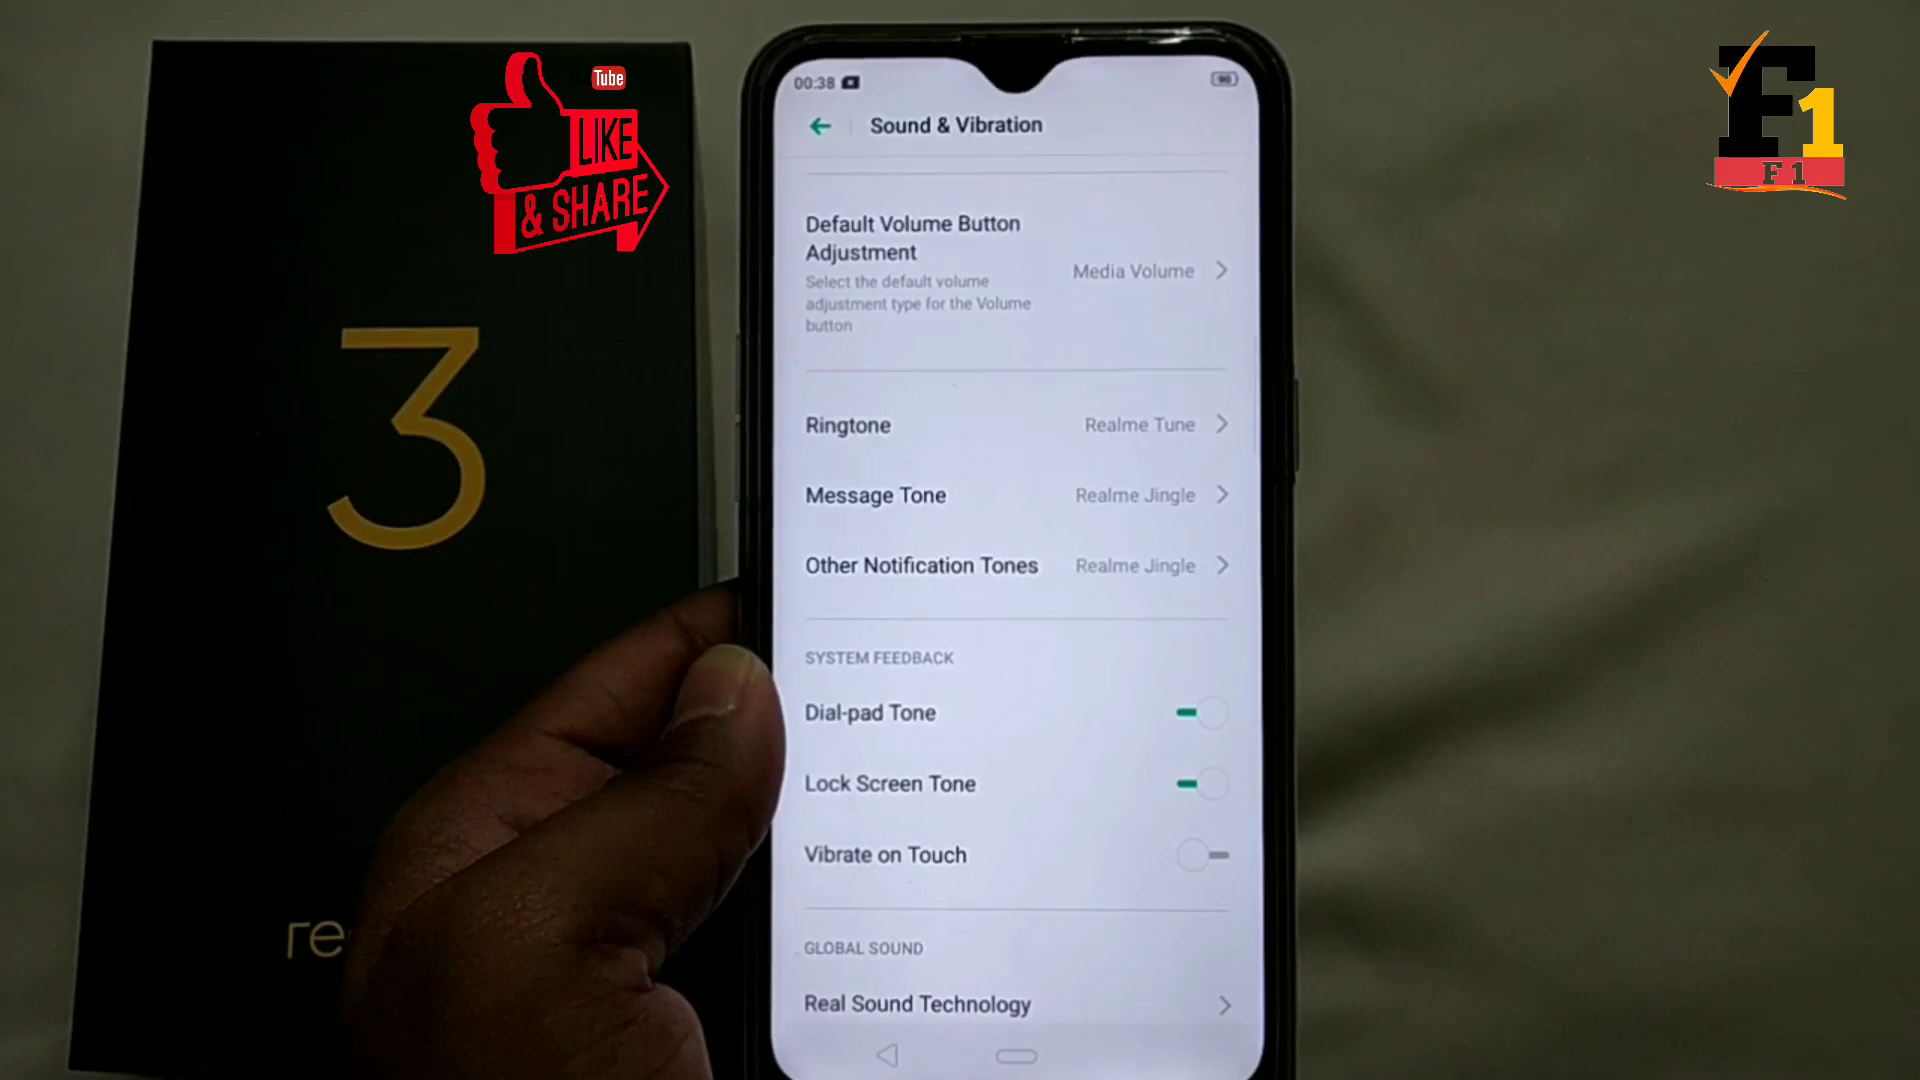 Tube
LIKE
& SHARE
F1
F1
3
re
00:38
90
Sound & Vibration
Default Volume Button
Adjustment
Select the default volume
adjustment type for the Volume
button
Media Volume
Ringtone
Realme Tune
Message Tone
Realme Jingle
Other Notification Tones
Realme Jingle
SYSTEM FEEDBACK
Dial-pad Tone
Lock Screen Tone
Vibrate on Touch
GLOBAL SOUND
Real Sound Technology